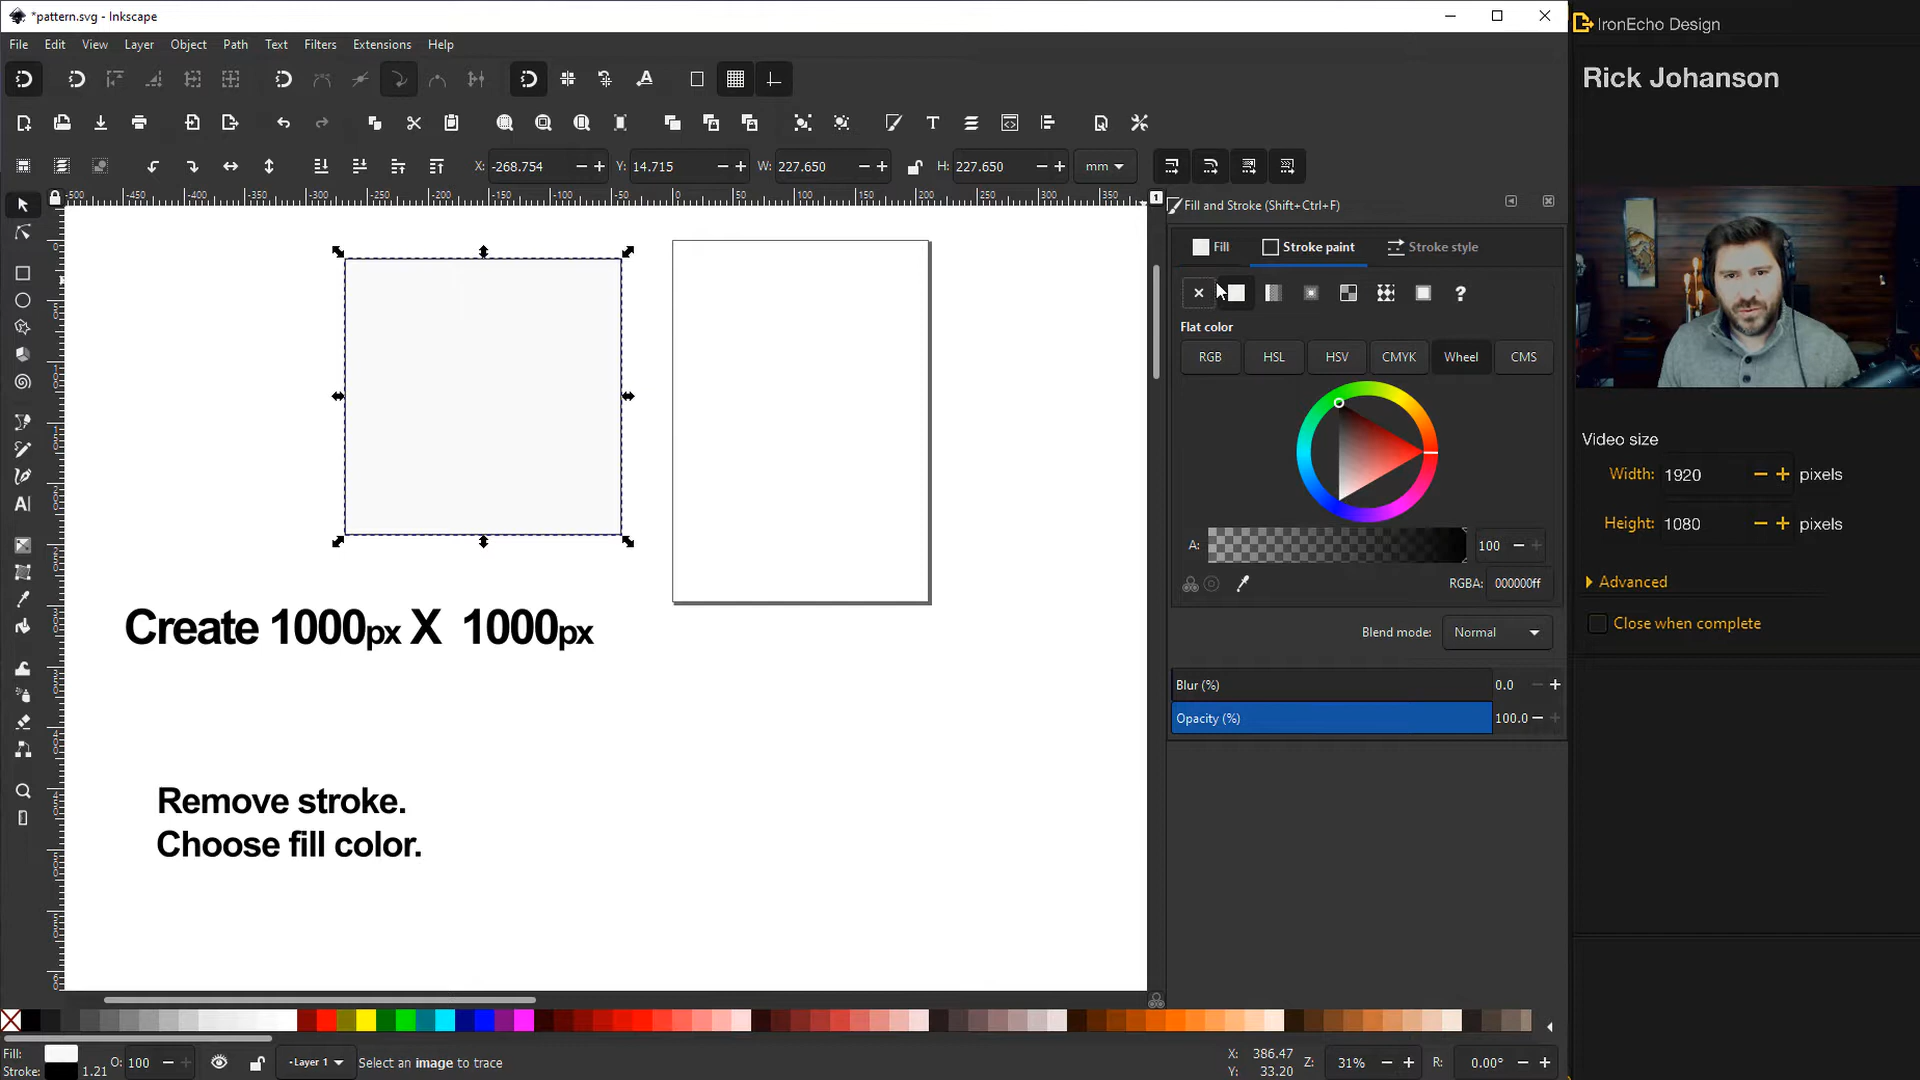 *pattern.svg - Inkscape
IronEcho Design
File Edit View Layer Object Path Text Filters Extensions Help
Rick Johanson
X: -268.754 Y: 14.715 W: 227.650 H: 227.650 mm
Fill and Stroke (Shift+Ctrl+F)
Fill Stroke paint Stroke style
Flat color
RGB HSL HSV CMYK Wheel CMS
A: 100
RGBA: 000000ff
Blend mode: Normal
Blur (%) 0.0
Opacity (%) 100.0
Video size
Width: 1920 pixels
Height: 1080 pixels
Advanced
Close when complete
Create 1000px X 1000px
Remove stroke.
Choose fill color.
Fill:
Stroke: 1.21
O: 100
Layer 1
Select an image to trace
X: 386.47
Y: 33.20
Z: 31%
R: 0.00°